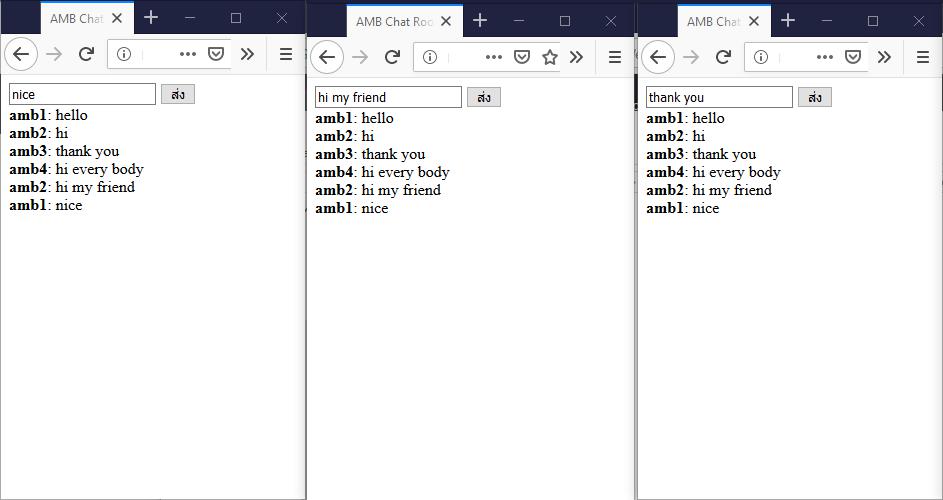 AMB Chat
nice
ส่ง
amb1: hello
amb2: hi
amb3: thank you
amb4: hi every body
amb2: hi my friend
amb1: nice
AMB Chat Roo
hi my friend
ส่ง
amb1: hello
amb2: hi
amb3: thank you
amb4: hi every body
amb2: hi my friend
amb1: nice
AMB Chat
thank you
ส่ง
amb1: hello
amb2: hi
amb3: thank you
amb4: hi every body
amb2: hi my friend
amb1: nice